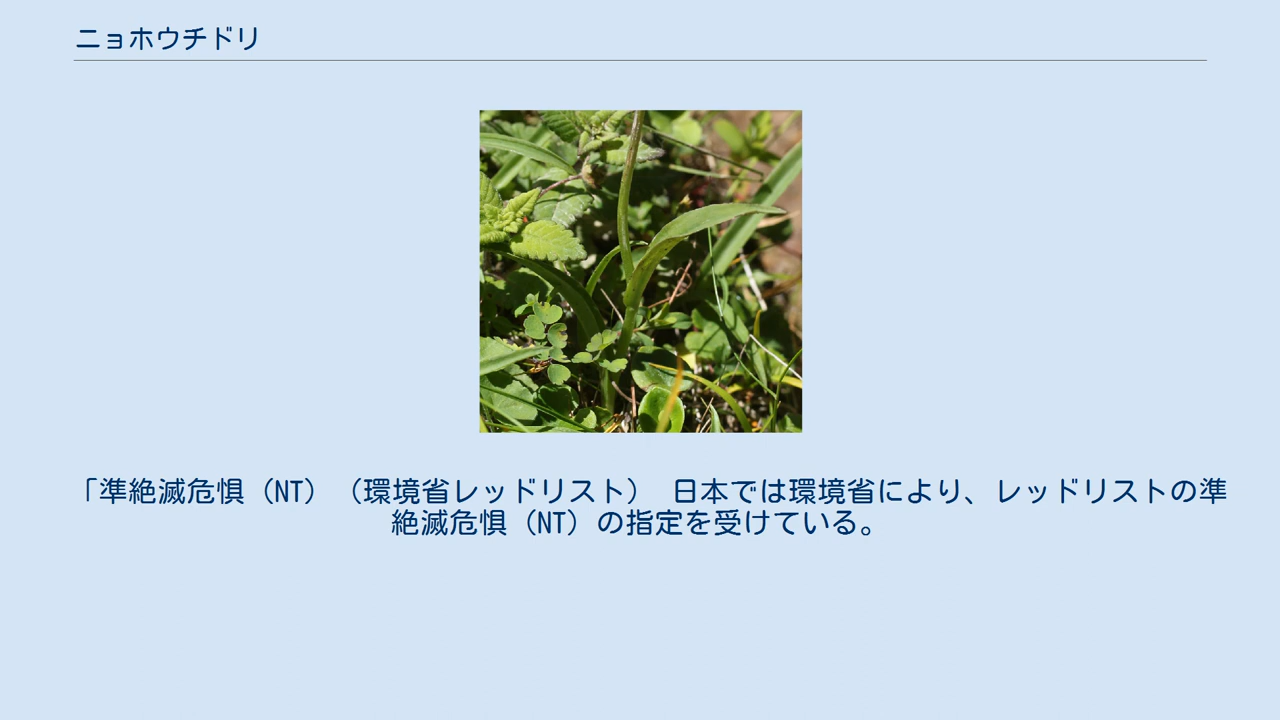 ニョホウチドリ
「準絶滅危惧（NT）（環境省レッドリスト）　日本では環境省により、レッドリストの準
絶滅危惧（NT）の指定を受けている。